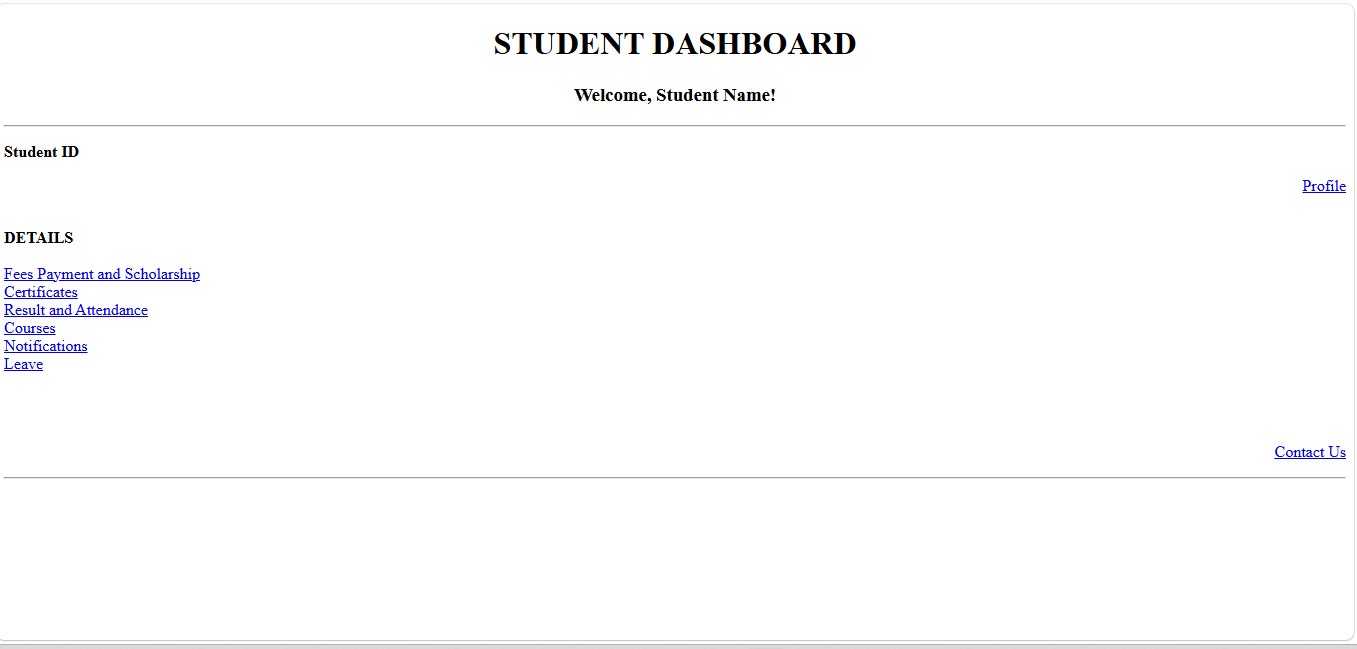 STUDENT DASHBOARD
Welcome, Student Name!
Student ID
Profile
DETAILS
Fees Payment and Scholarship
Certificates
Result and Attendance
Courses
Notifications
Leave
Contact Us